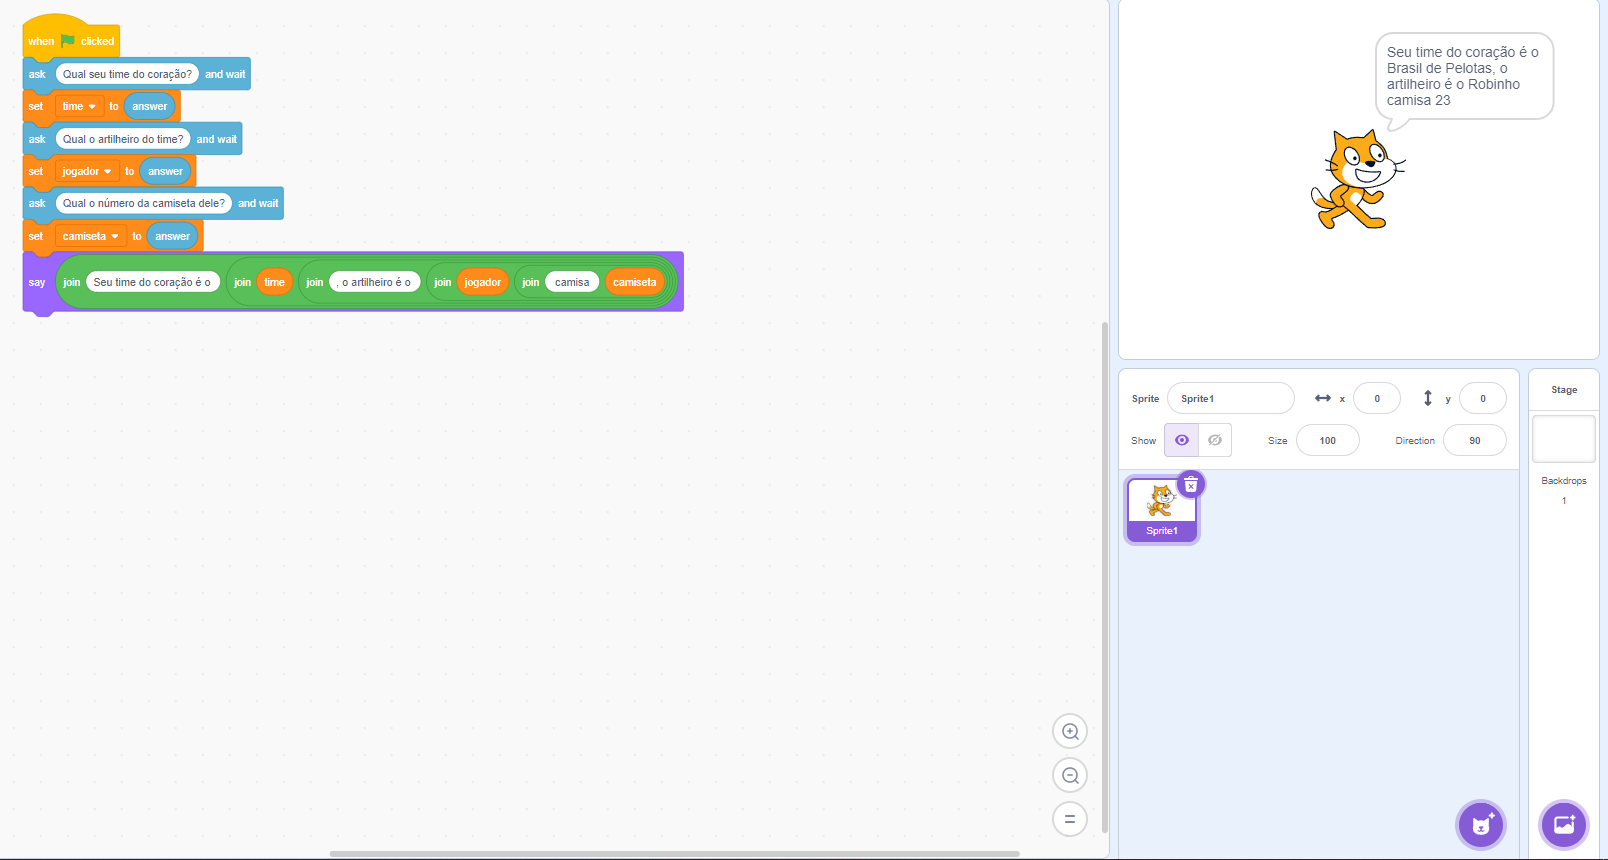 when clicked
ask Qual seu time do coração? and wait
set time to answer
ask Qual o artilheiro do time? and wait
set jogador to answer
ask Qual o número da camiseta dele? and wait
set camiseta to answer
say join Seu time do coração é o join time join , o artilheiro é o join jogador join camisa camiseta
Seu time do coração é o
Brasil de Pelotas, o
artilheiro é o Robinho
camisa 23
Sprite Sprite1 x 0 y 0
Show Size 100 Direction 90
Sprite1
Stage
Backdrops
1